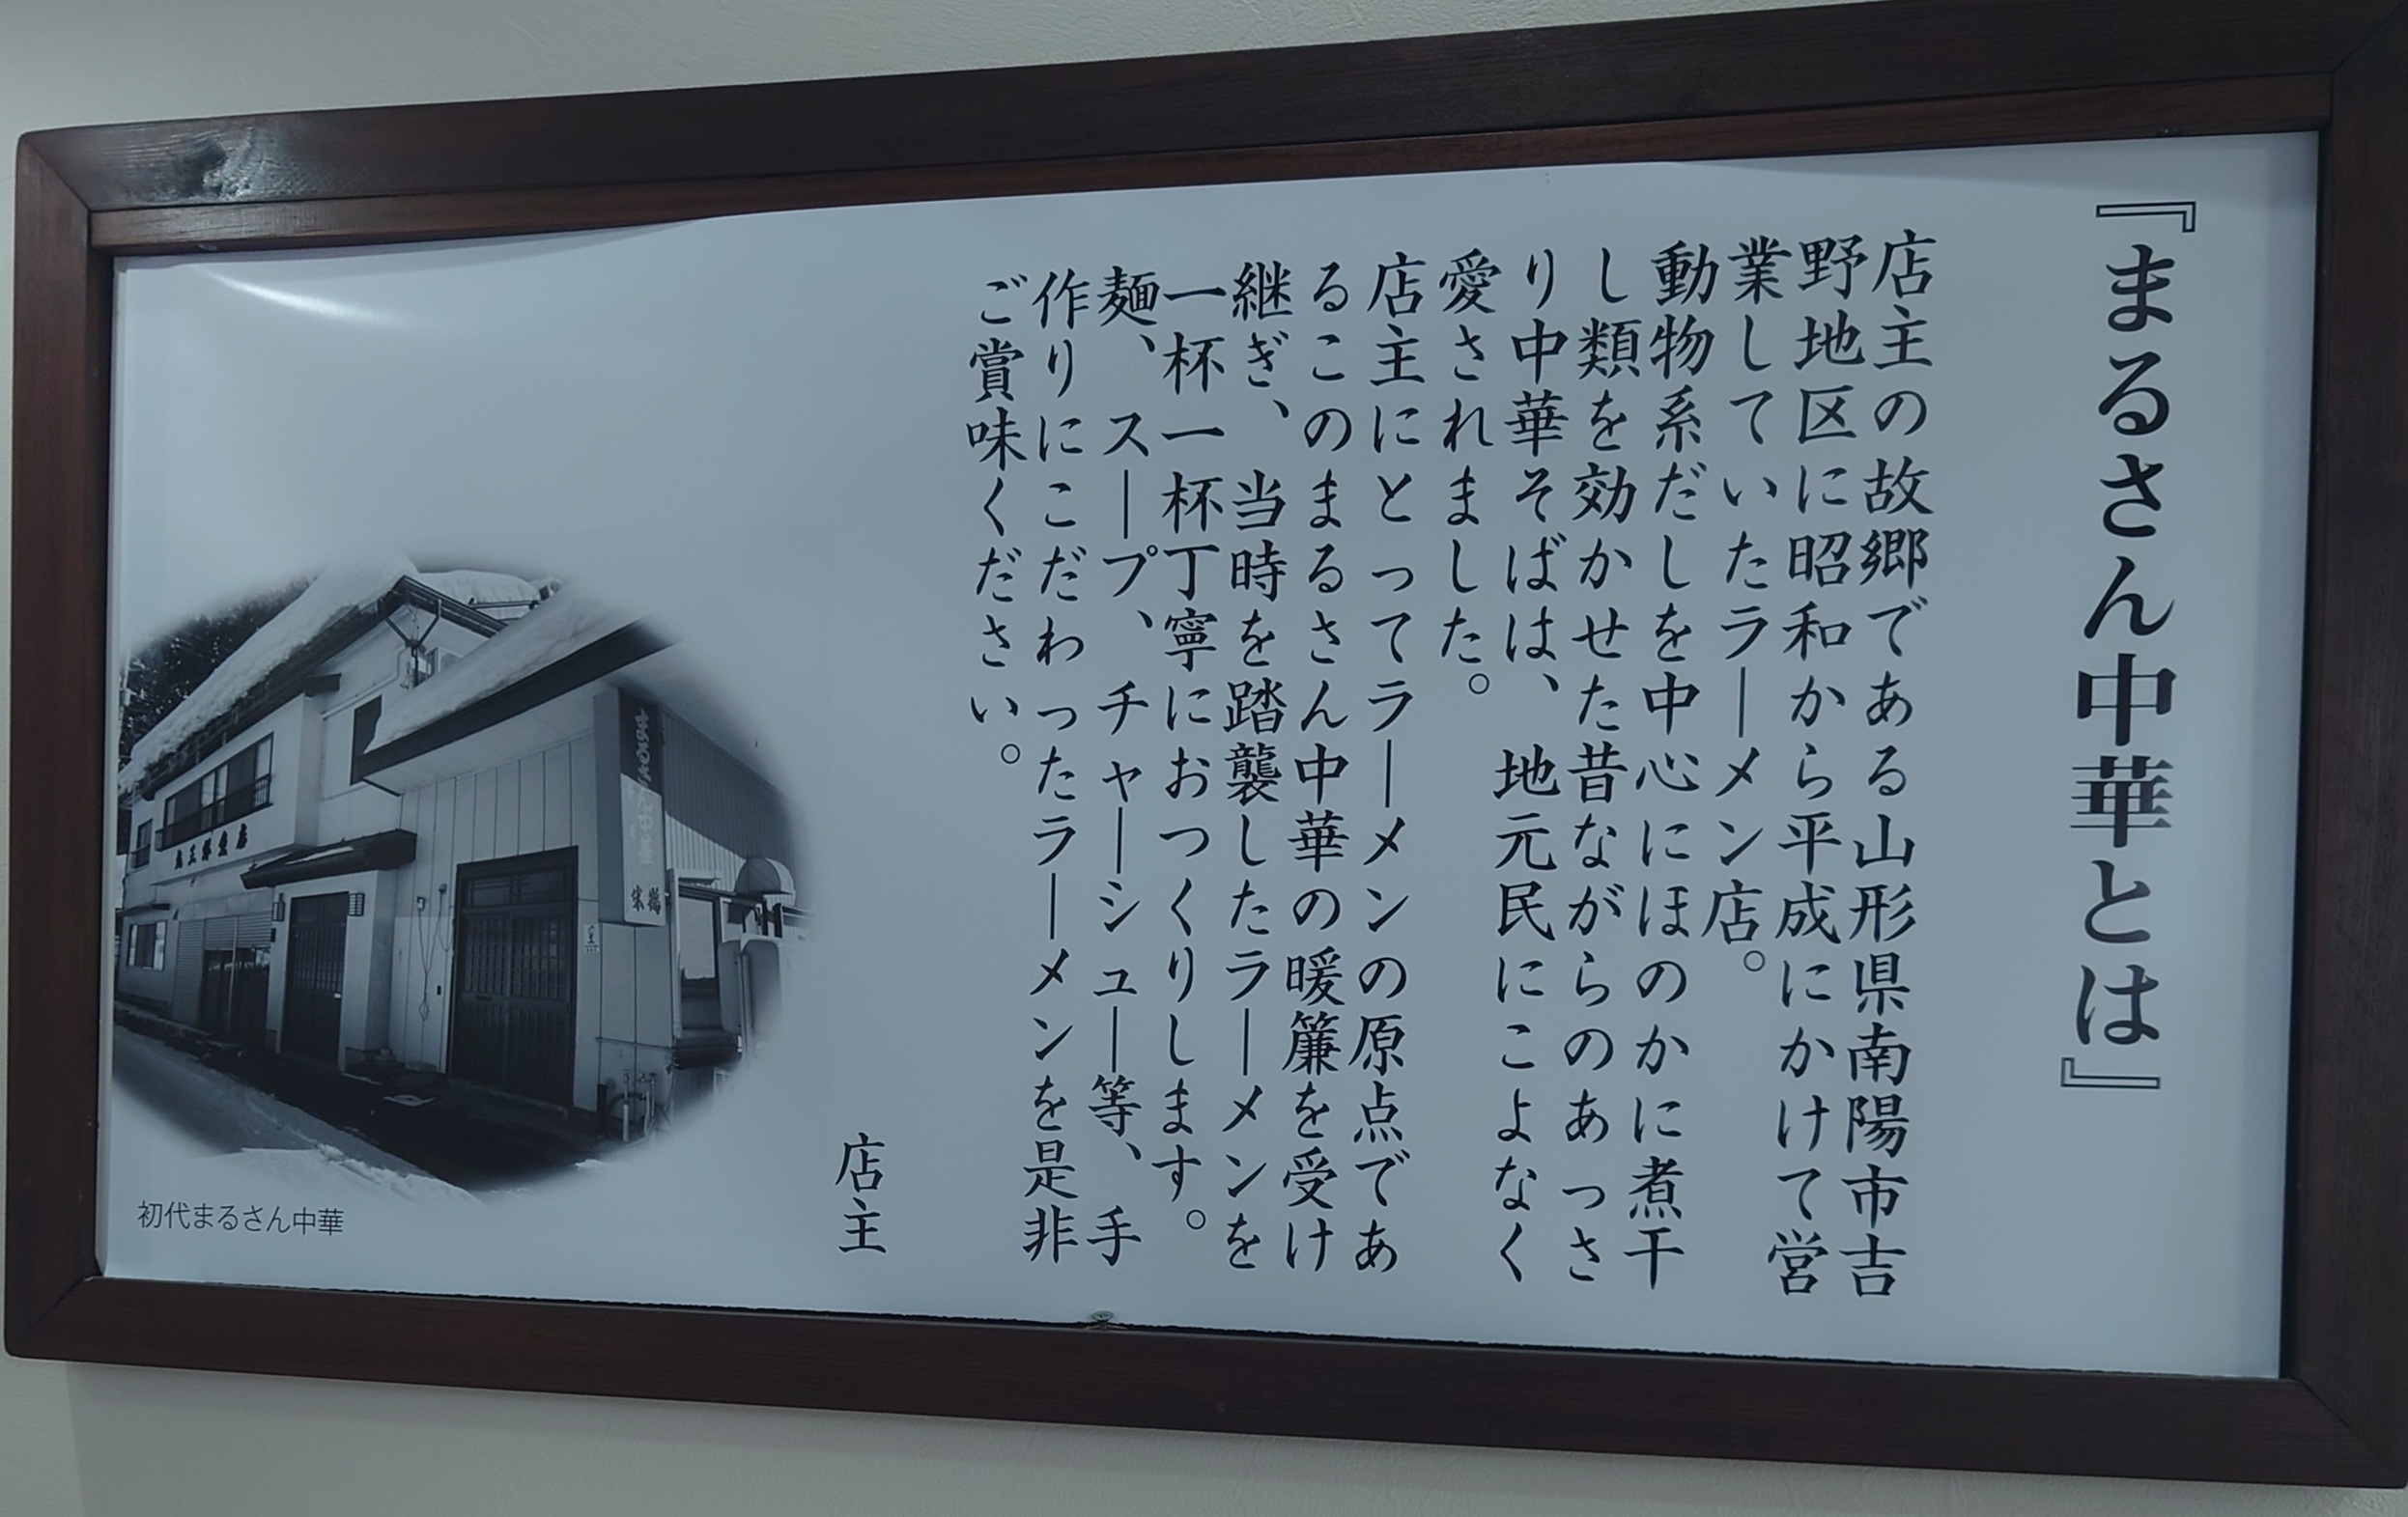 『まるさん中華とは』
店主の故郷である山形県南陽市吉
野地区に昭和から平成にかけて営
業していたラーメン店。
動物系だしを中心にほのかに煮干
し類を効かせた昔ながらのあっさ
り中華そばは、地元民にこよなく
愛されました。
店主にとってラーメンの原点であ
るこのまるさん中華の暖簾を受け
継ぎ、当時を踏襲したラーメンを
一杯一杯丁寧におつくりします。
麺、スープ、チャーシュー等、手
作りにこだわったラーメンを是非
ご賞味ください。
店主
初代まるさん中華